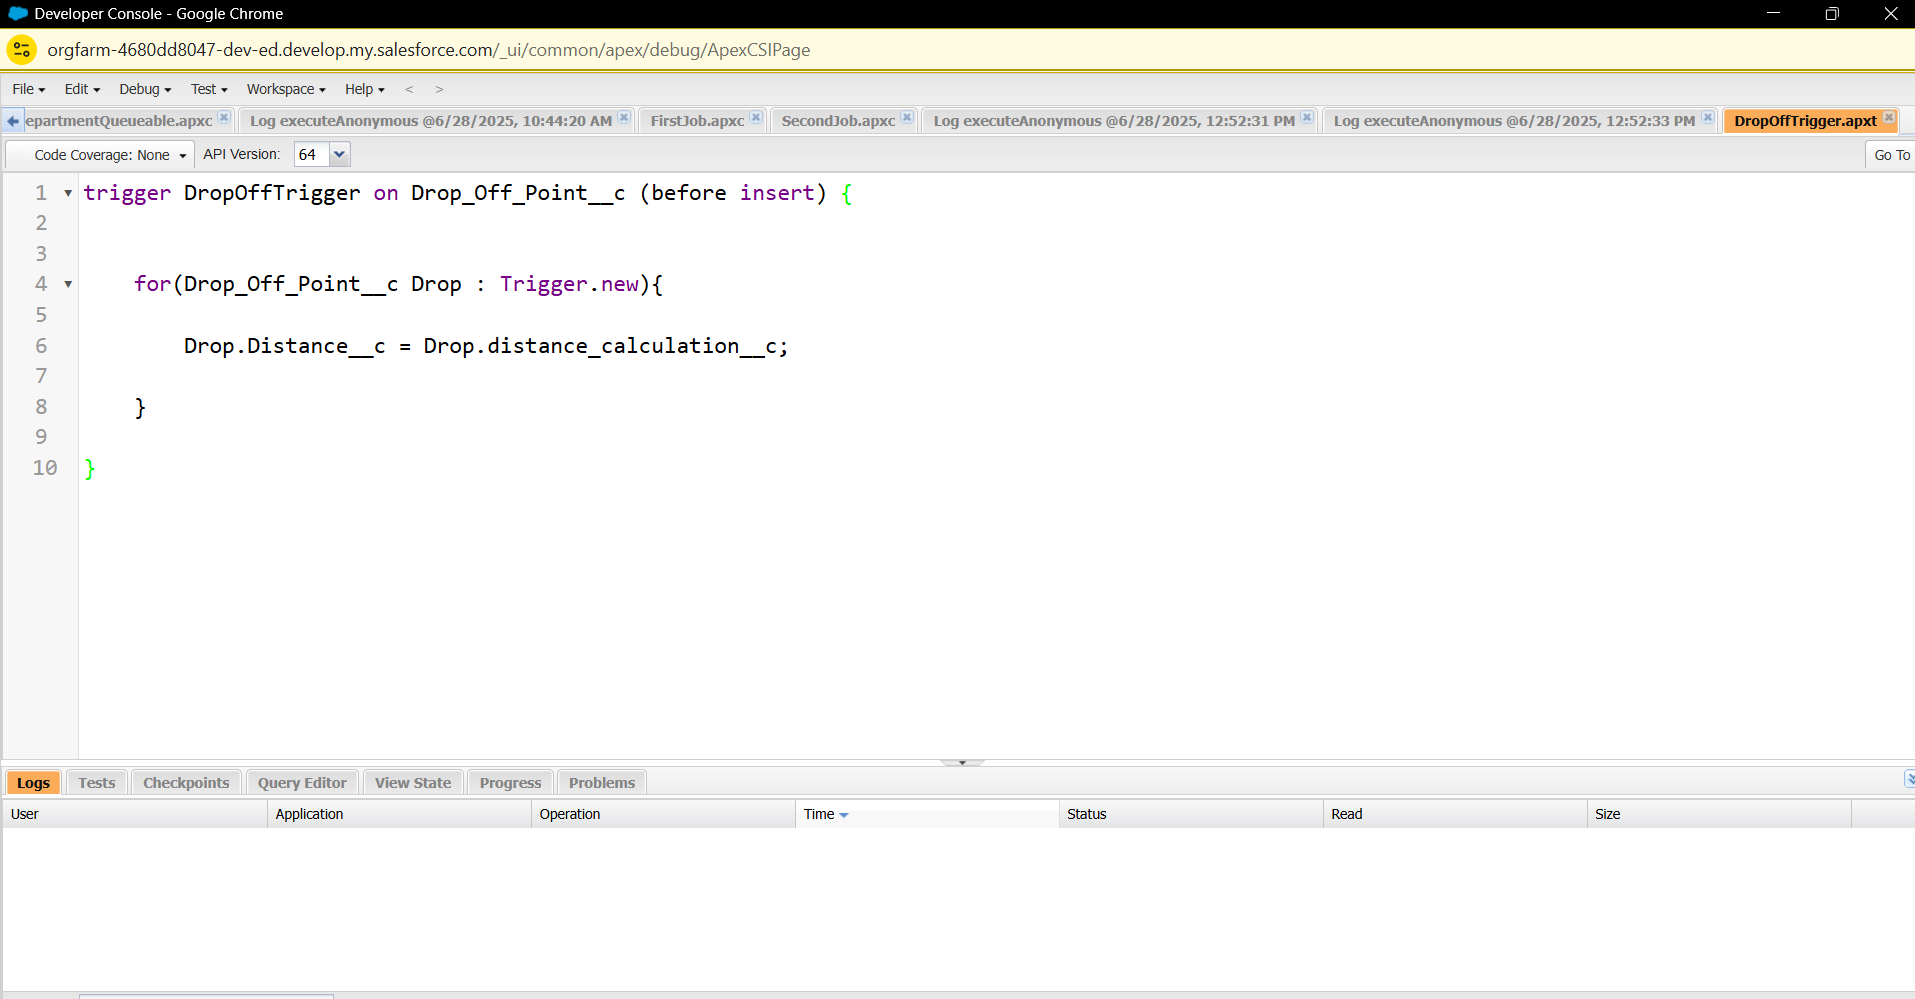 Developer Console - Google Chrome
orgfarm-4680dd8047-dev-ed.develop.my.salesforce.com/_ui/common/apex/debug/ApexCSIPage
File Edit Debug Test Workspace Help < >
epartmentQueueable.apxc Log executeAnonymous @6/28/2025, 10:44:20 AM FirstJob.apxc SecondJob.apxc Log executeAnonymous @6/28/2025, 12:52:31 PM Log executeAnonymous @6/28/2025, 12:52:33 PM DropOffTrigger.apxt
Code Coverage: None API Version: 64 Go To
1 trigger DropOffTrigger on Drop_Off_Point__c (before insert) {
2
3
4 for(Drop_Off_Point__c Drop : Trigger.new){
5
6 Drop.Distance__c = Drop.distance_calculation__c;
7
8 }
9
10 }
Logs Tests Checkpoints Query Editor View State Progress Problems
User Application Operation Time Status Read Size